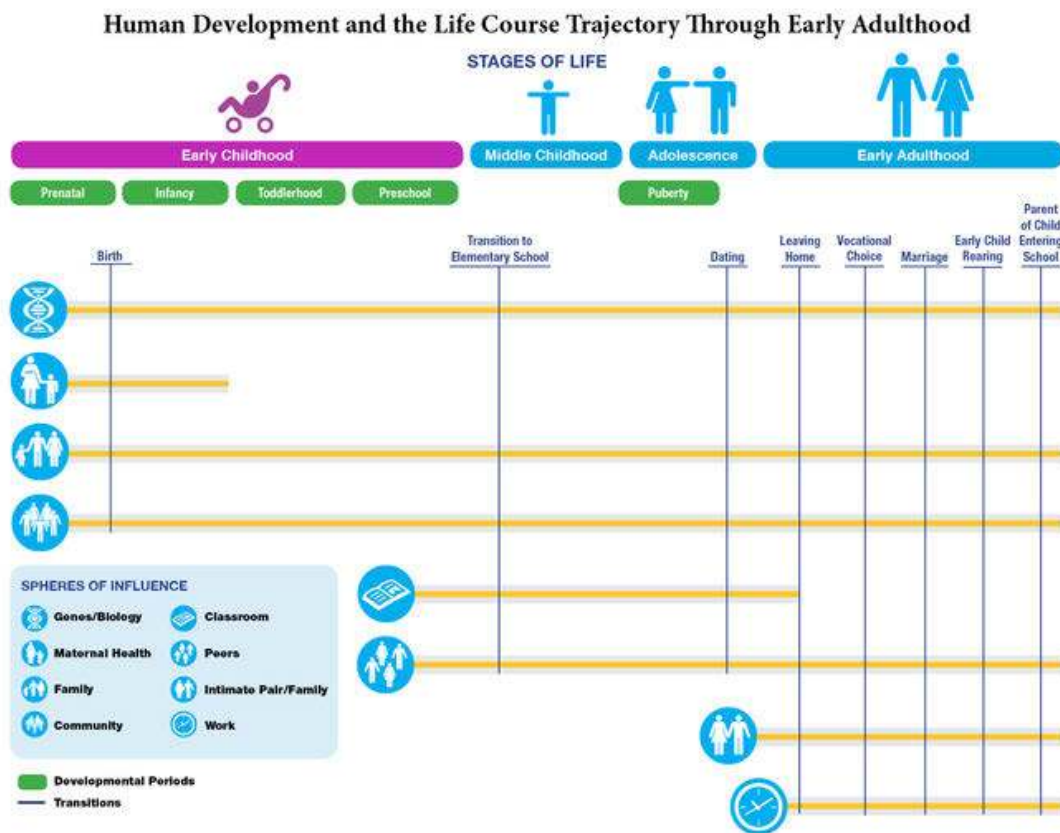 Human Development and the Life Course Trajectory Through Early Adulthood
STAGES OF LIFE
Early Childhood
Middle Childhood
Adolescence
Early Adulthood
Prenatal
Infancy
Toddlerhood
Preschool
Puberty
Birth
Transition to
Elementary School
Dating
Leaving
Home
Vocational
Choice
Marriage
Early Child
Rearing
Parent
of Child
Entering
School
SPHERES OF INFLUENCE
Genes/Biology
Classroom
Maternal Health
Peers
Family
Intimate Pair/Family
Community
Work
Developmental Periods
Transitions